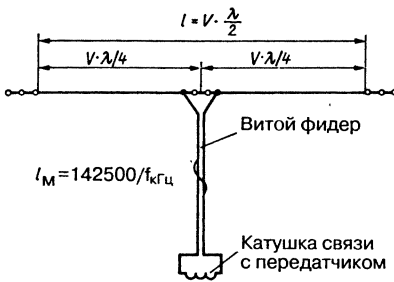 l = V · λ/2
V·λ/4 V·λ/4
Витой фидер
lм=142500/fкГц
Катушка связи
с передатчиком